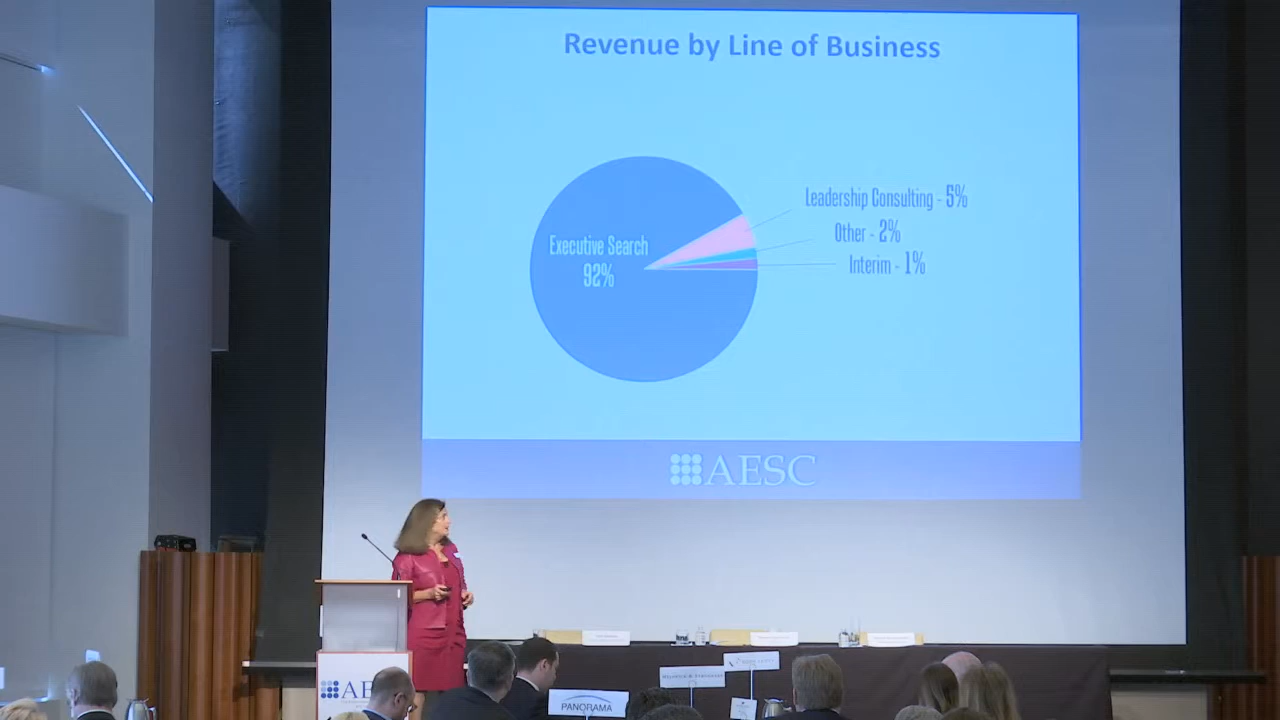 Revenue by Line of Business
Leadership Consulting - 5%
Other - 2%
Interim - 1%
Executive Search
92%
AESC
AE
PANORAMA